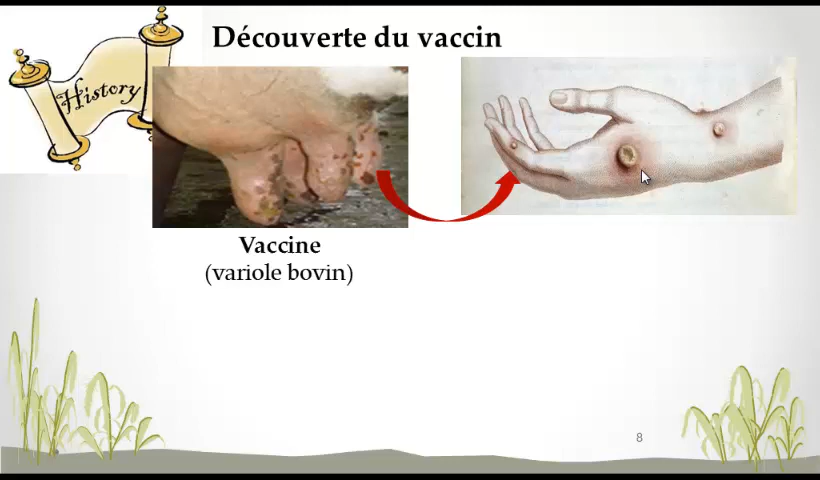 Découverte du vaccin
History
Vaccine
(variole bovin)
8